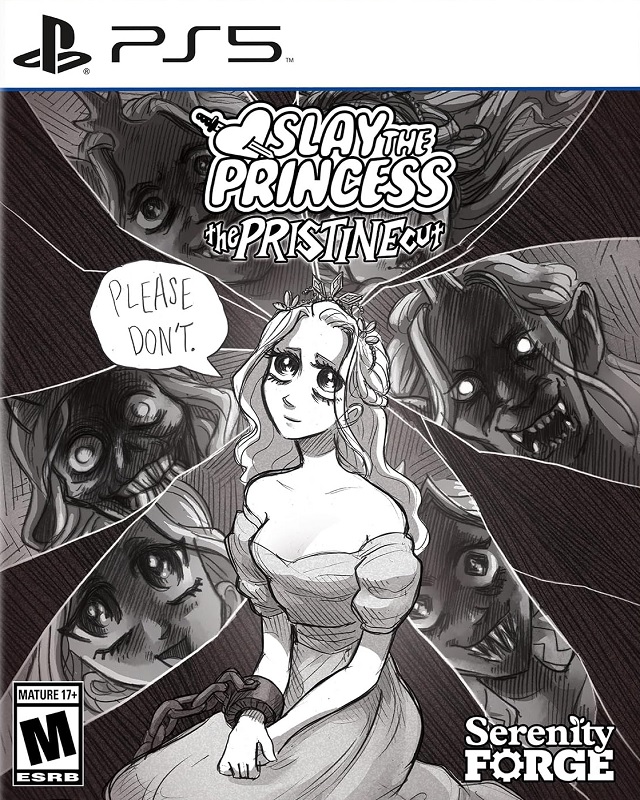 PS5
SLAY THE
PRINCESS
the PRISTINE cut
PLEASE
DON'T.
MATURE 17+
M
ESRB
Serenity
FORGE